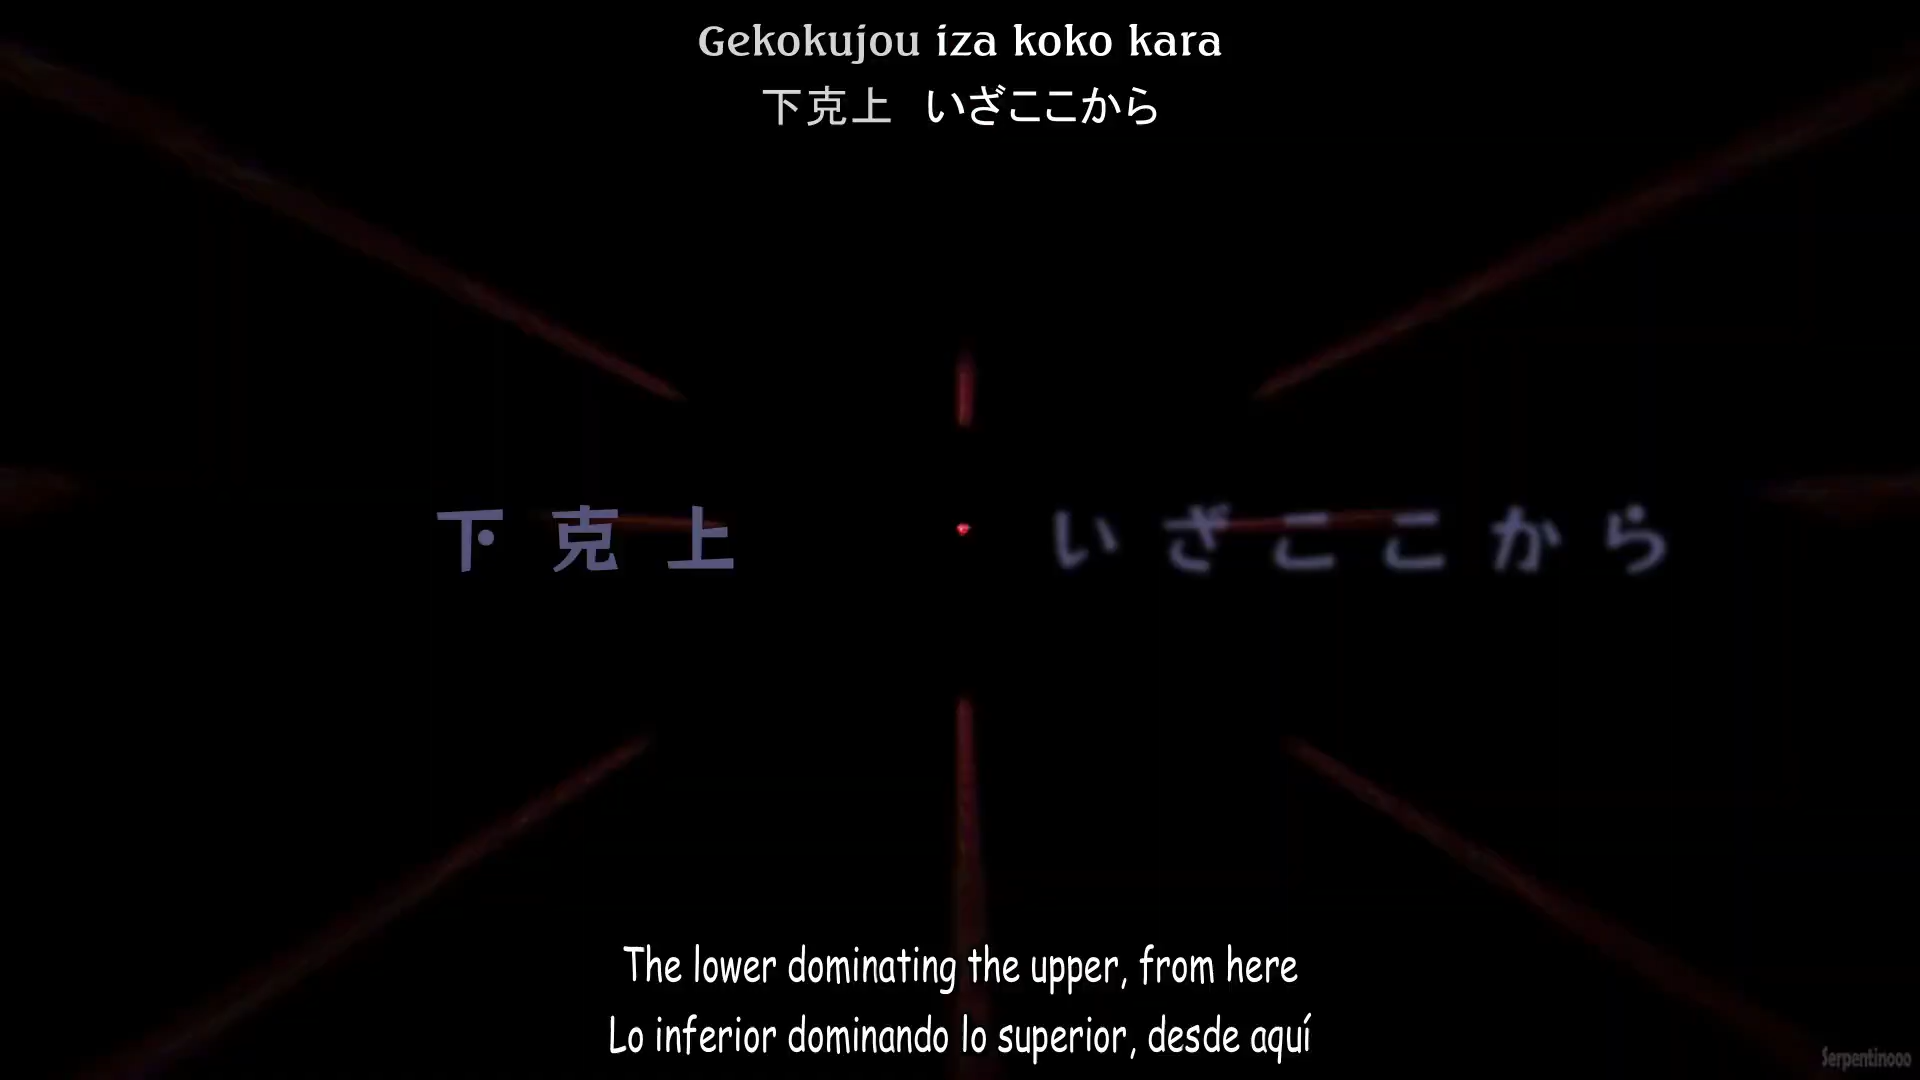 Gekokujou iza koko kara
下克上　いざここから
下克上　いざここから
The lower dominating the upper, from here
Lo inferior dominando lo superior, desde aquí
Serpentinooo